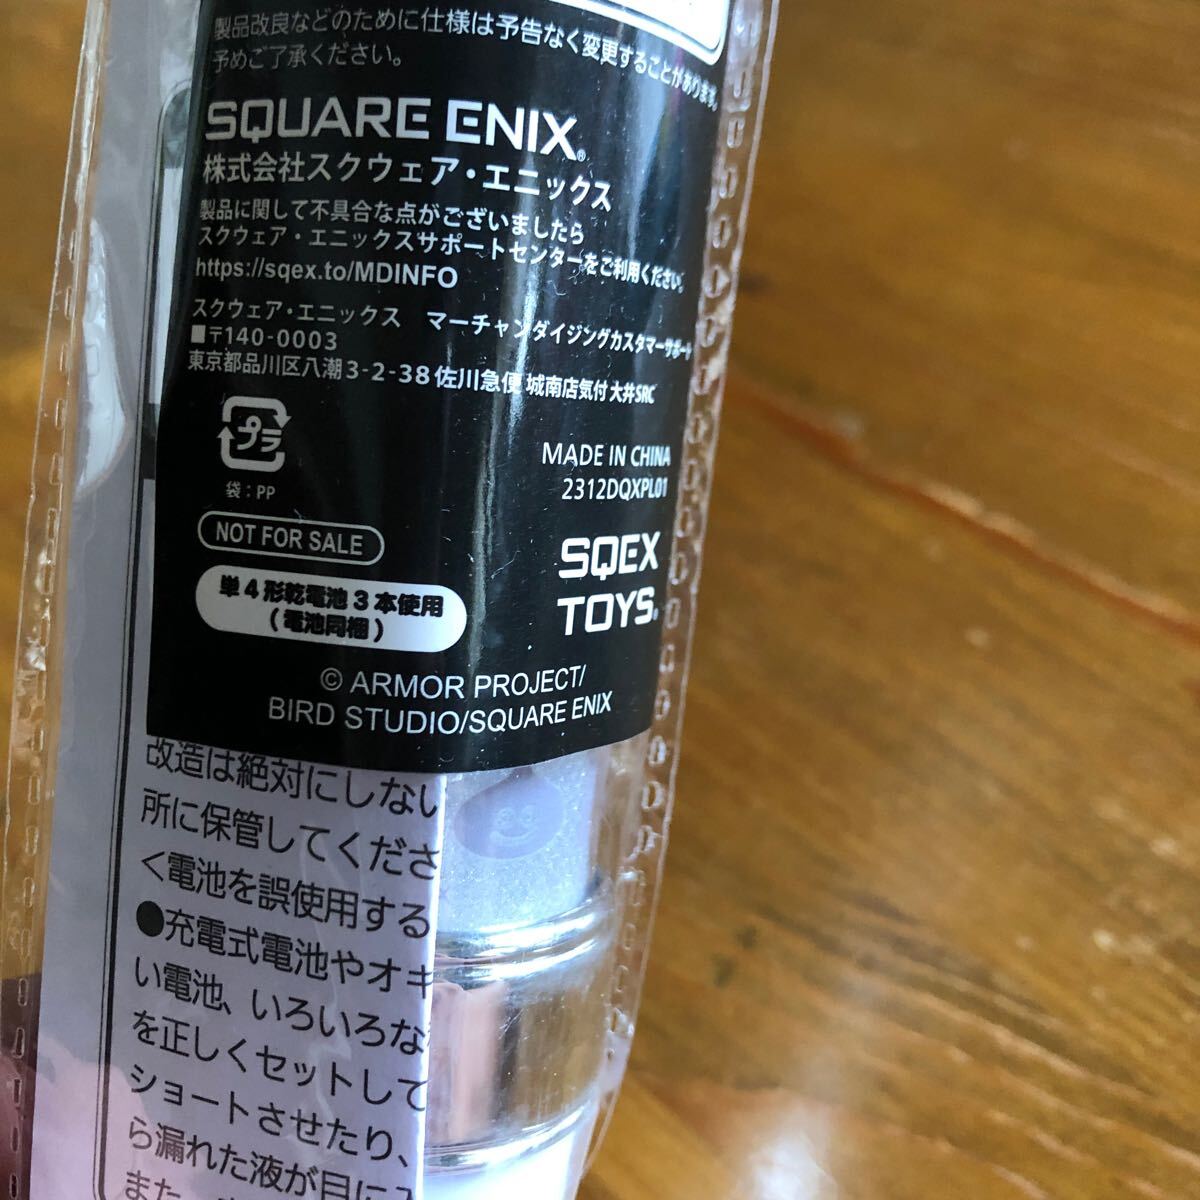 製品改良などのために仕様は予告なく変更することがあります。
予めご了承ください。
SQUARE ENIX®
株式会社スクウェア・エニックス
製品に関して不具合な点がございましたら
スクウェア・エニックスサポートセンターをご利用ください。
https://sqex.to/MDINFO
スクウェア・エニックス　マーチャンダイジングカスタマーサポート
■〒140-0003
東京都品川区八潮3-2-38 佐川急便 城南店気付 大井SRC
プラ
袋：PP
MADE IN CHINA
2312DQXPL01
NOT FOR SALE
SQEX
TOYS®
単4形乾電池3本使用
(電池同梱)
© ARMOR PROJECT/
BIRD STUDIO/SQUARE ENIX
改造は絶対にしない
所に保管してくださ
<電池を誤使用する
●充電式電池やオキ
い電池、いろいろな
を正しくセットして
ショートさせたり、
ら漏れた液が目に入
また